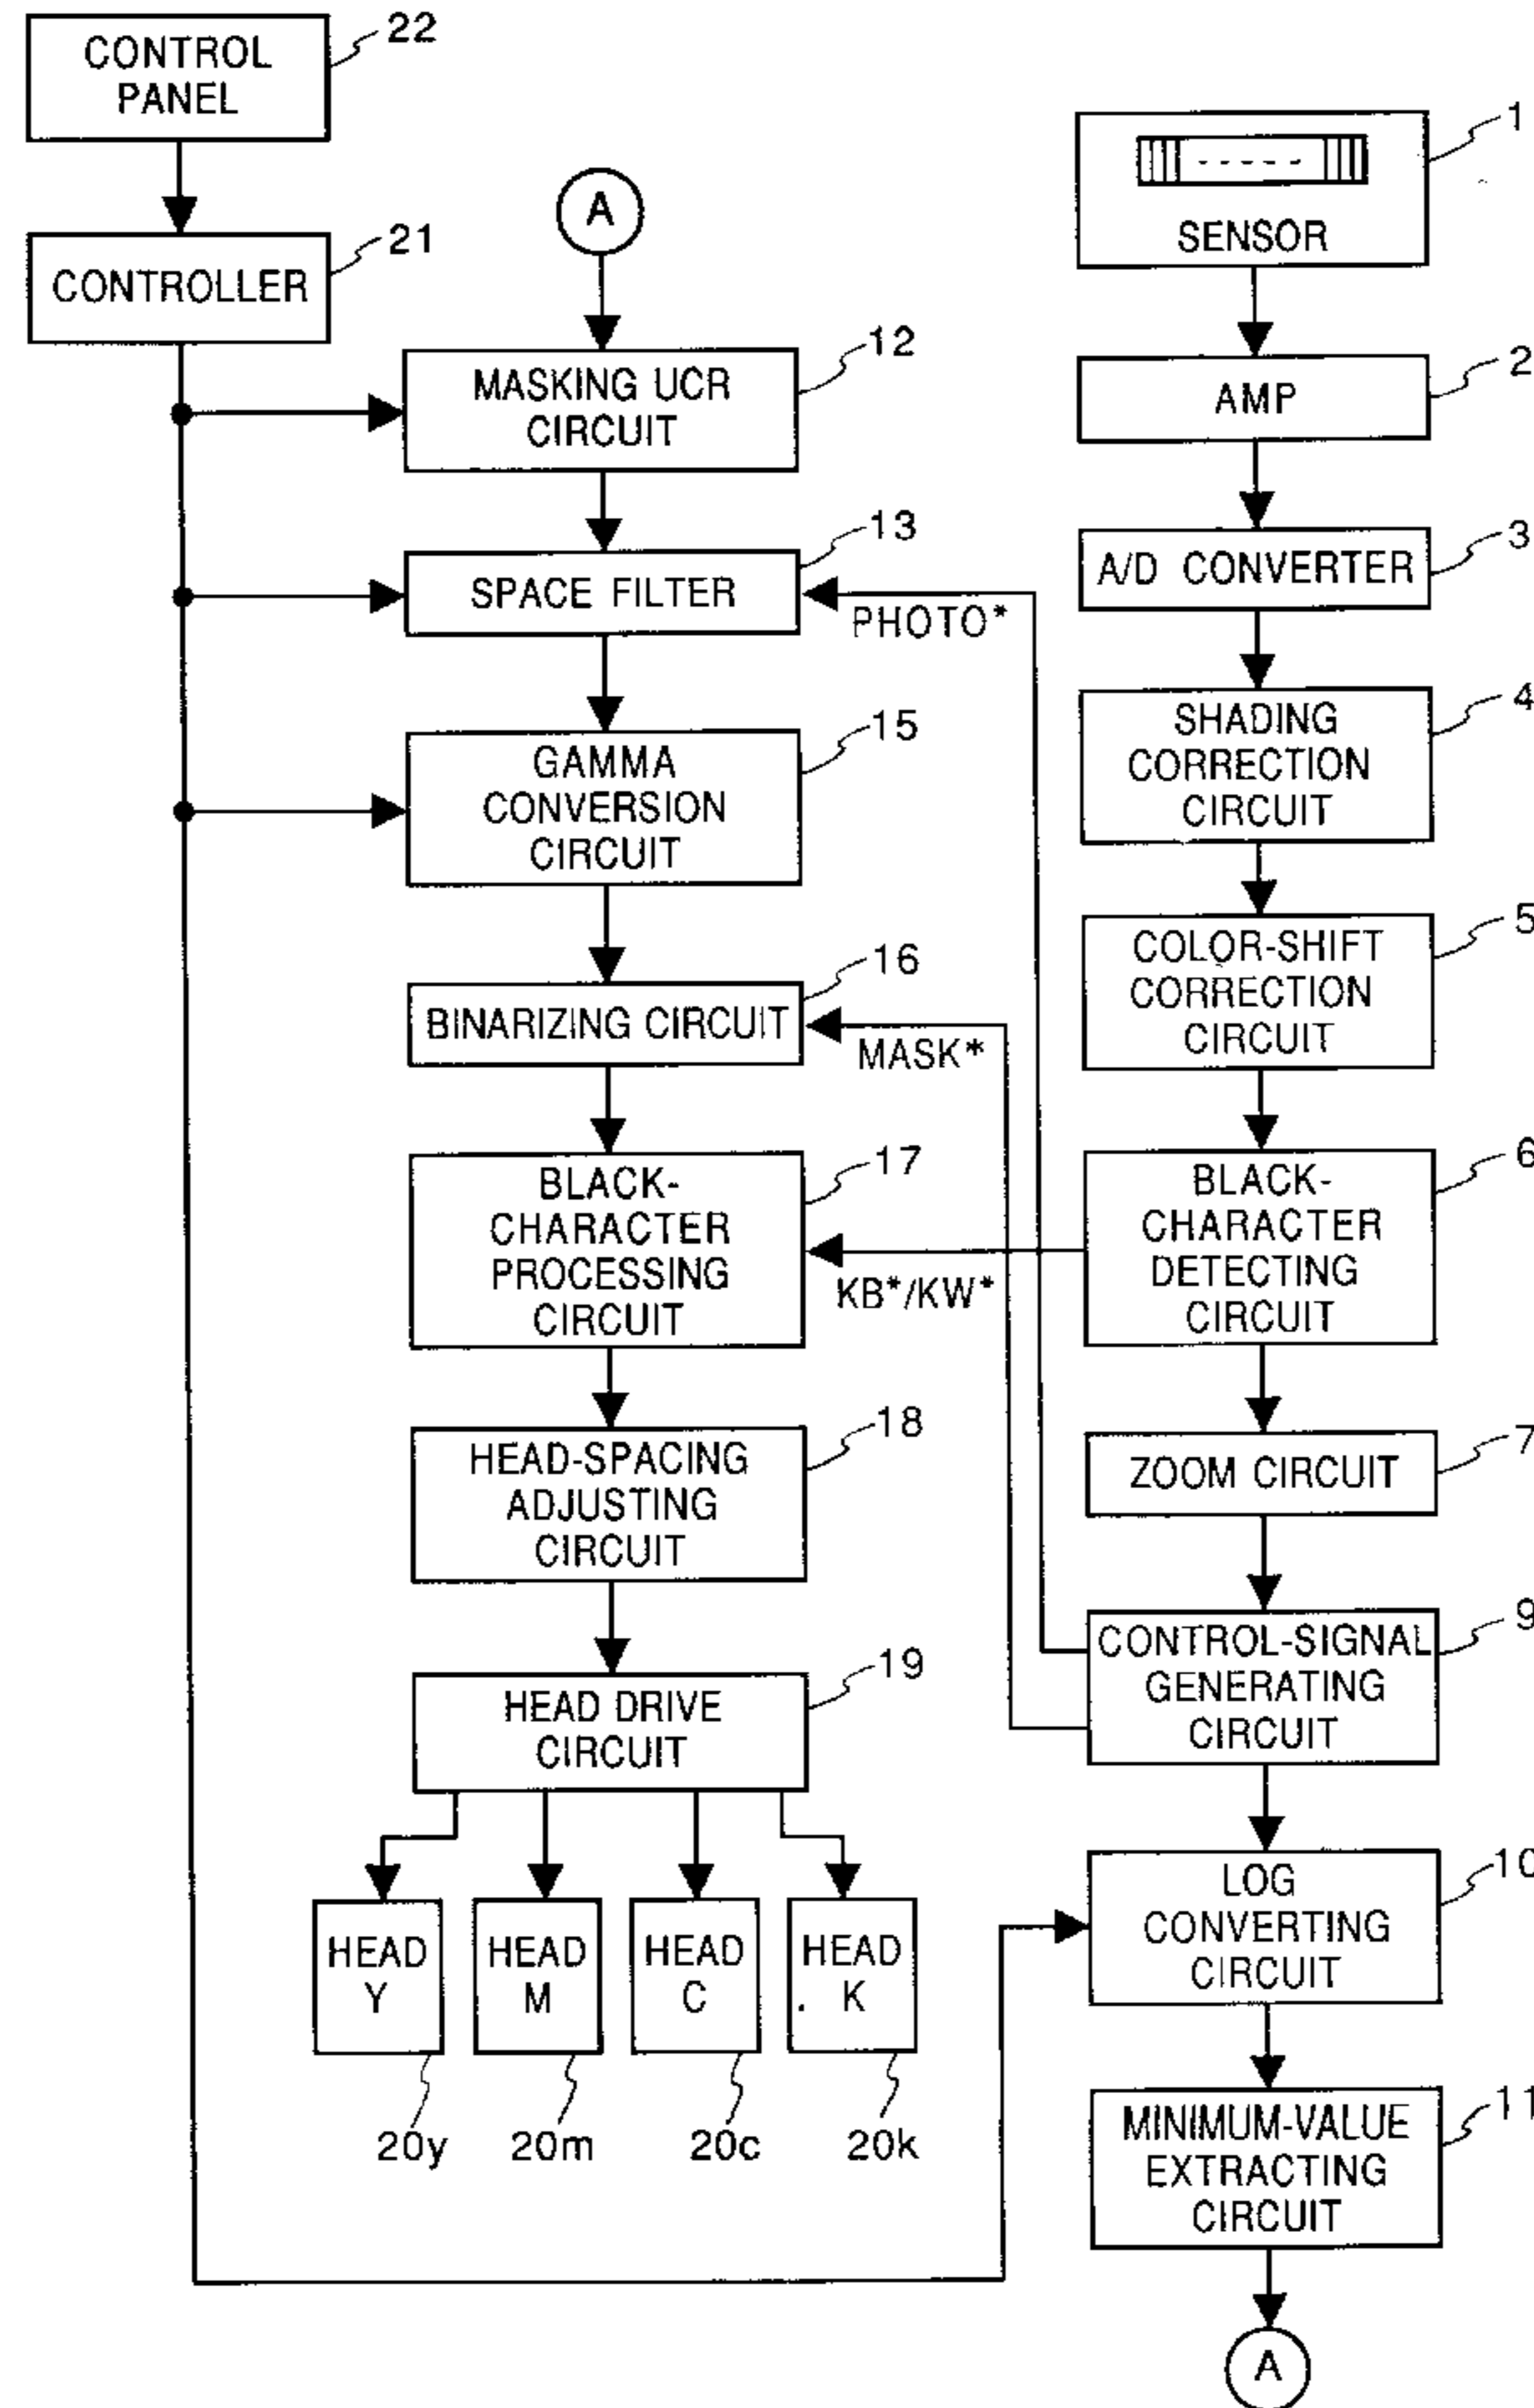 CONTROL
PANEL
22
CONTROLLER
21
A
MASKING UCR
CIRCUIT
12
SPACE FILTER
13
PHOTO*
GAMMA
CONVERSION
CIRCUIT
15
BINARIZING CIRCUIT
16
MASK*
BLACK-
CHARACTER
PROCESSING
CIRCUIT
17
KB*/KW*
HEAD-SPACING
ADJUSTING
CIRCUIT
18
HEAD DRIVE
CIRCUIT
19
HEAD
Y
HEAD
M
HEAD
C
HEAD
K
20y
20m
20c
20k
SENSOR
1
AMP
2
A/D CONVERTER
3
SHADING
CORRECTION
CIRCUIT
4
COLOR-SHIFT
CORRECTION
CIRCUIT
5
BLACK-
CHARACTER
DETECTING
CIRCUIT
6
ZOOM CIRCUIT
7
CONTROL-SIGNAL
GENERATING
CIRCUIT
9
LOG
CONVERTING
CIRCUIT
10
MINIMUM-VALUE
EXTRACTING
CIRCUIT
11
A